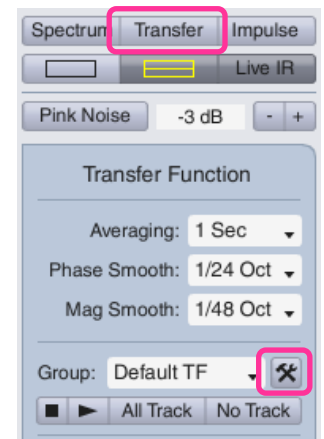 Spectrum Transfer Impulse
Live IR
Pink Noise -3 dB - +
Transfer Function
Averaging: 1 Sec
Phase Smooth: 1/24 Oct
Mag Smooth: 1/48 Oct
Group: Default TF
All Track No Track